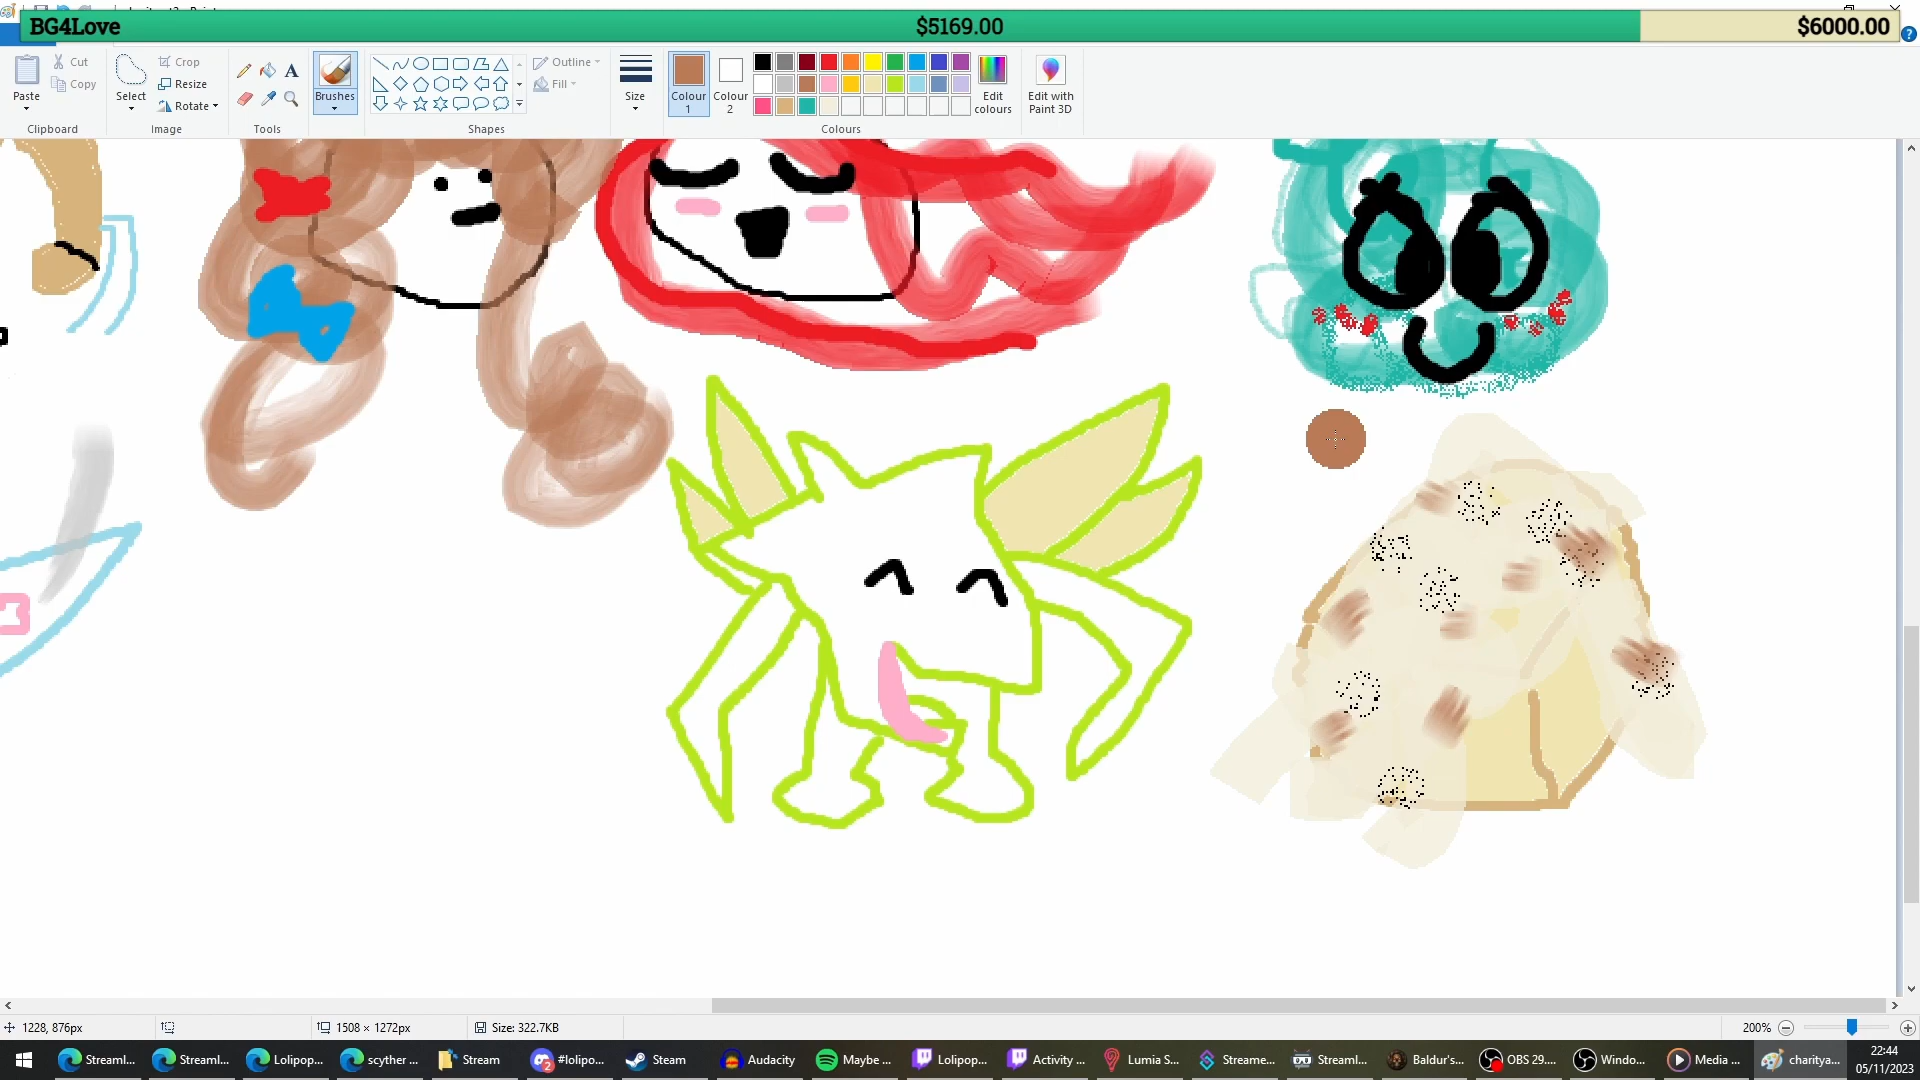 BG4Love $5169.00 $6000.00
Paste
Cut
Copy
Clipboard
Select
Crop
Resize
Rotate
Image
Tools
Brushes
Shapes
Outline
Fill
Size
Colour 1
Colour 2
Colours
Edit colours
Edit with Paint 3D
1228, 876px
1508 × 1272px
Size: 322.7KB
200%
Streaml...
Streaml...
Lolipop...
scyther ...
Stream
#lolipo...
Steam
Audacity
Maybe ...
Lolipop...
Activity ...
Lumia S...
Streame...
Streaml...
Baldur's...
OBS 29....
Windo...
Media ...
charitya...
22:44
05/11/2023